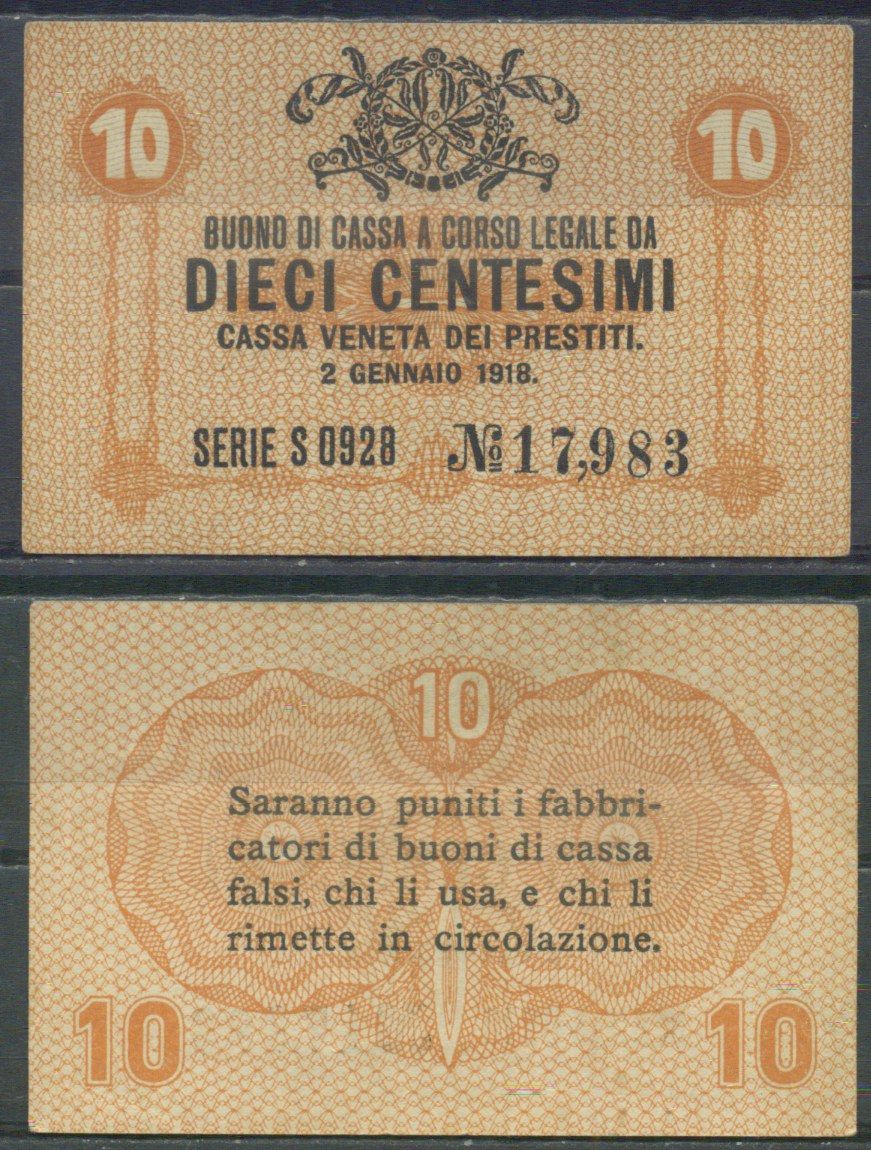 10 10
BUONO DI CASSA A CORSO LEGALE DA
DIECI CENTESIMI
CASSA VENETA DEI PRESTITI.
2 GENNAIO 1918.
SERIE S 0928 № 17,983
10
Saranno puniti i fabbri-
catori di buoni di cassa
falsi, chi li usa, e chi li
rimette in circolazione.
10 10